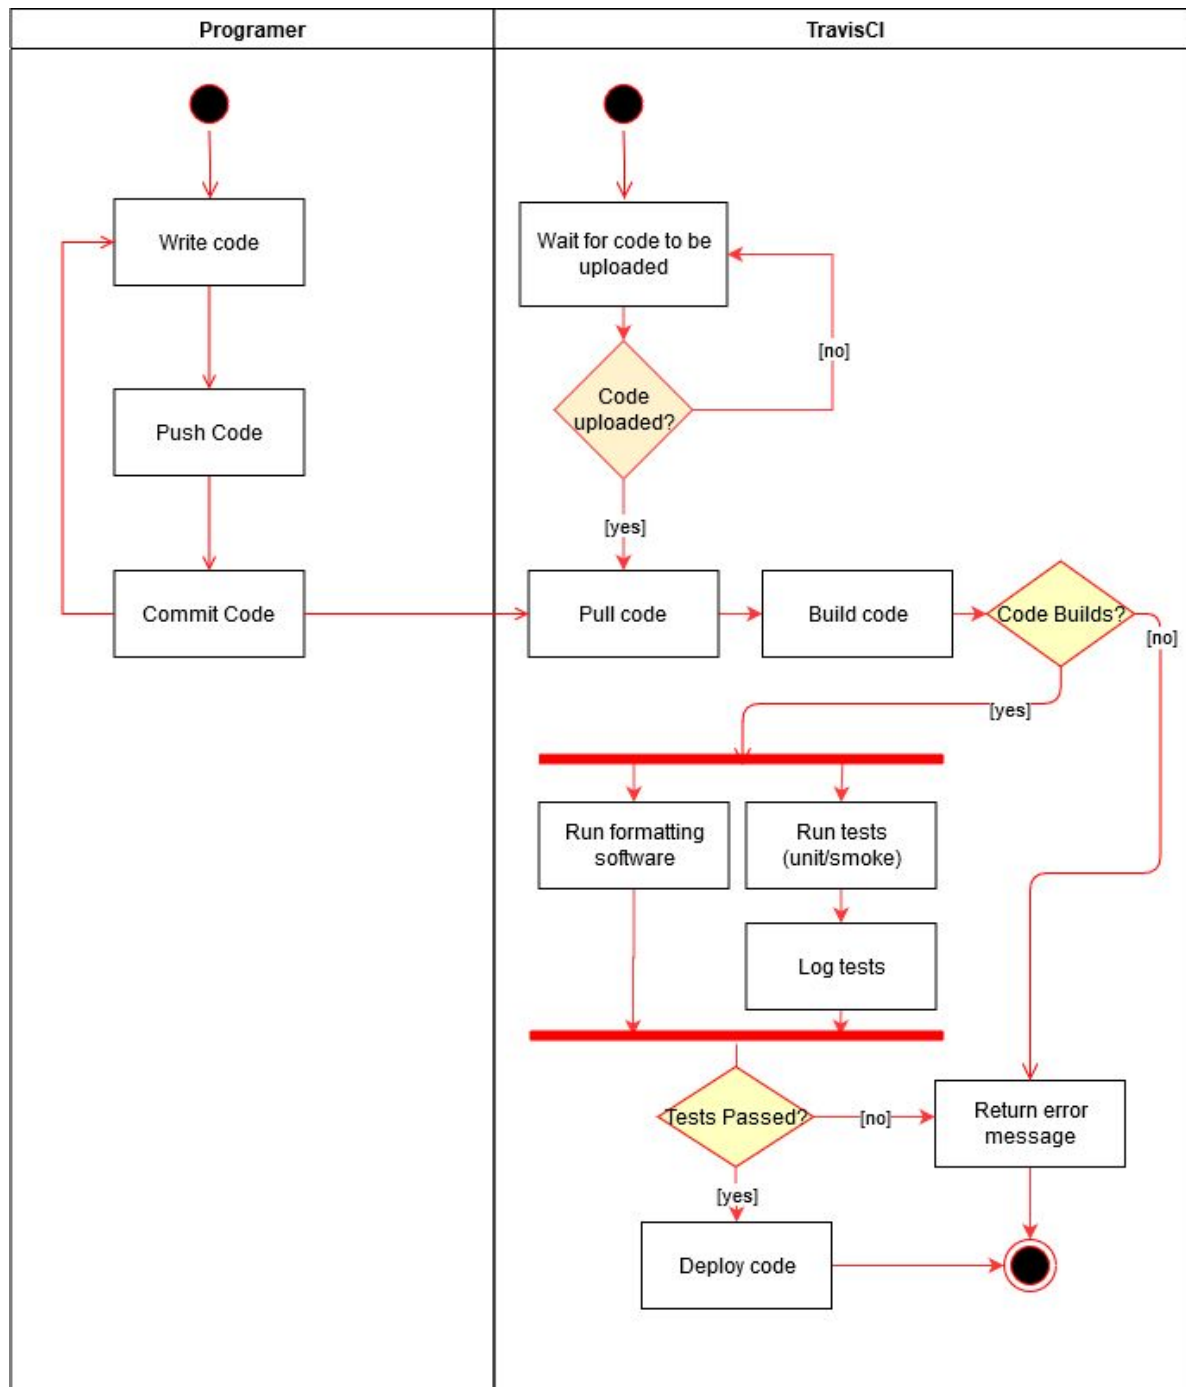 Programer
TravisCI
Write code
Push Code
Commit Code
Wait for code to be
uploaded
[no]
Code
uploaded?
[yes]
Pull code
Build code
Code Builds?
[no]
[yes]
Run formatting
software
Run tests
(unit/smoke)
Log tests
Tests Passed?
[no]
Return error
message
[yes]
Deploy code